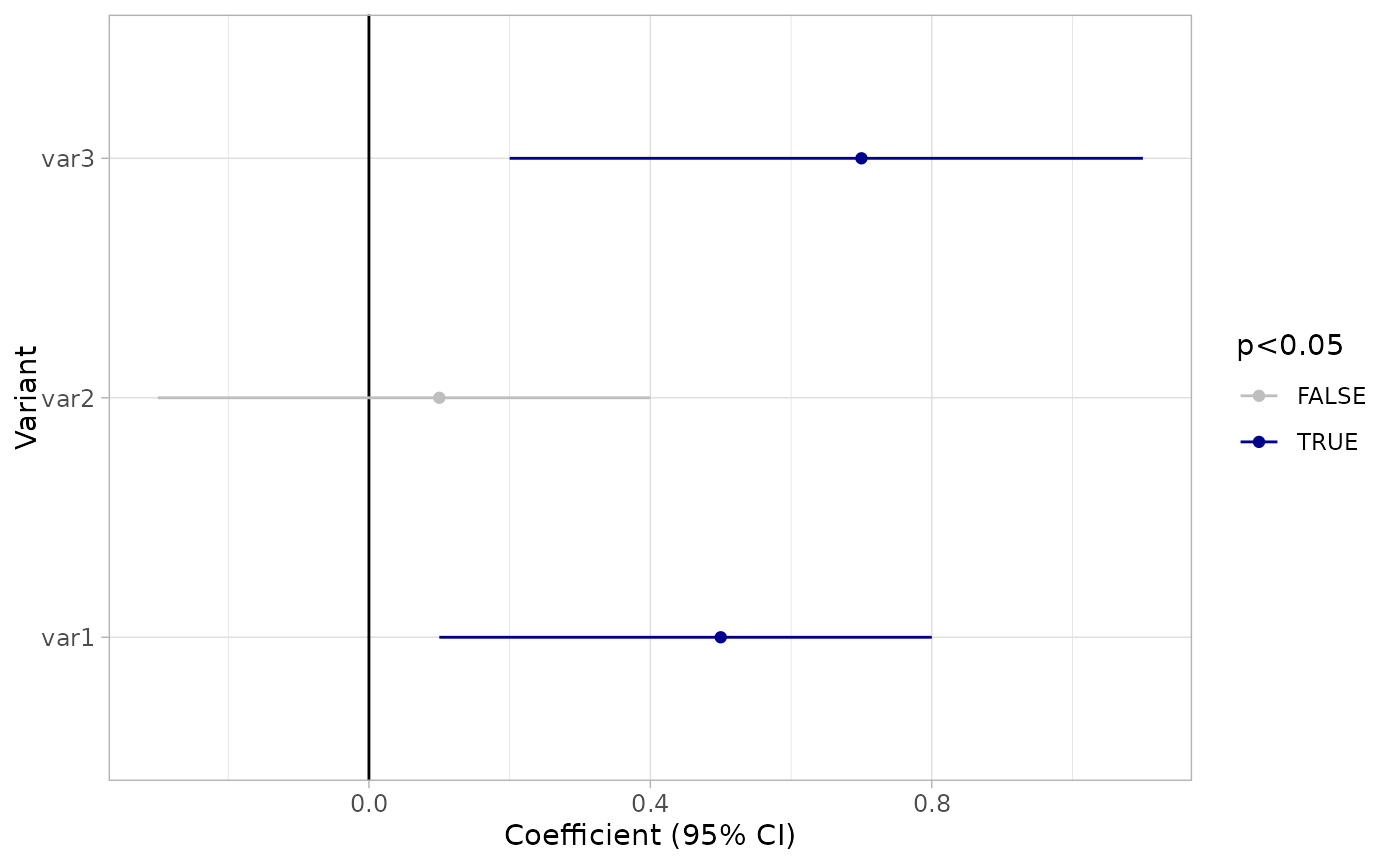 Variant
var3
var2
var1
0.0
0.4
0.8
Coefficient (95% CI)
p<0.05
FALSE
TRUE